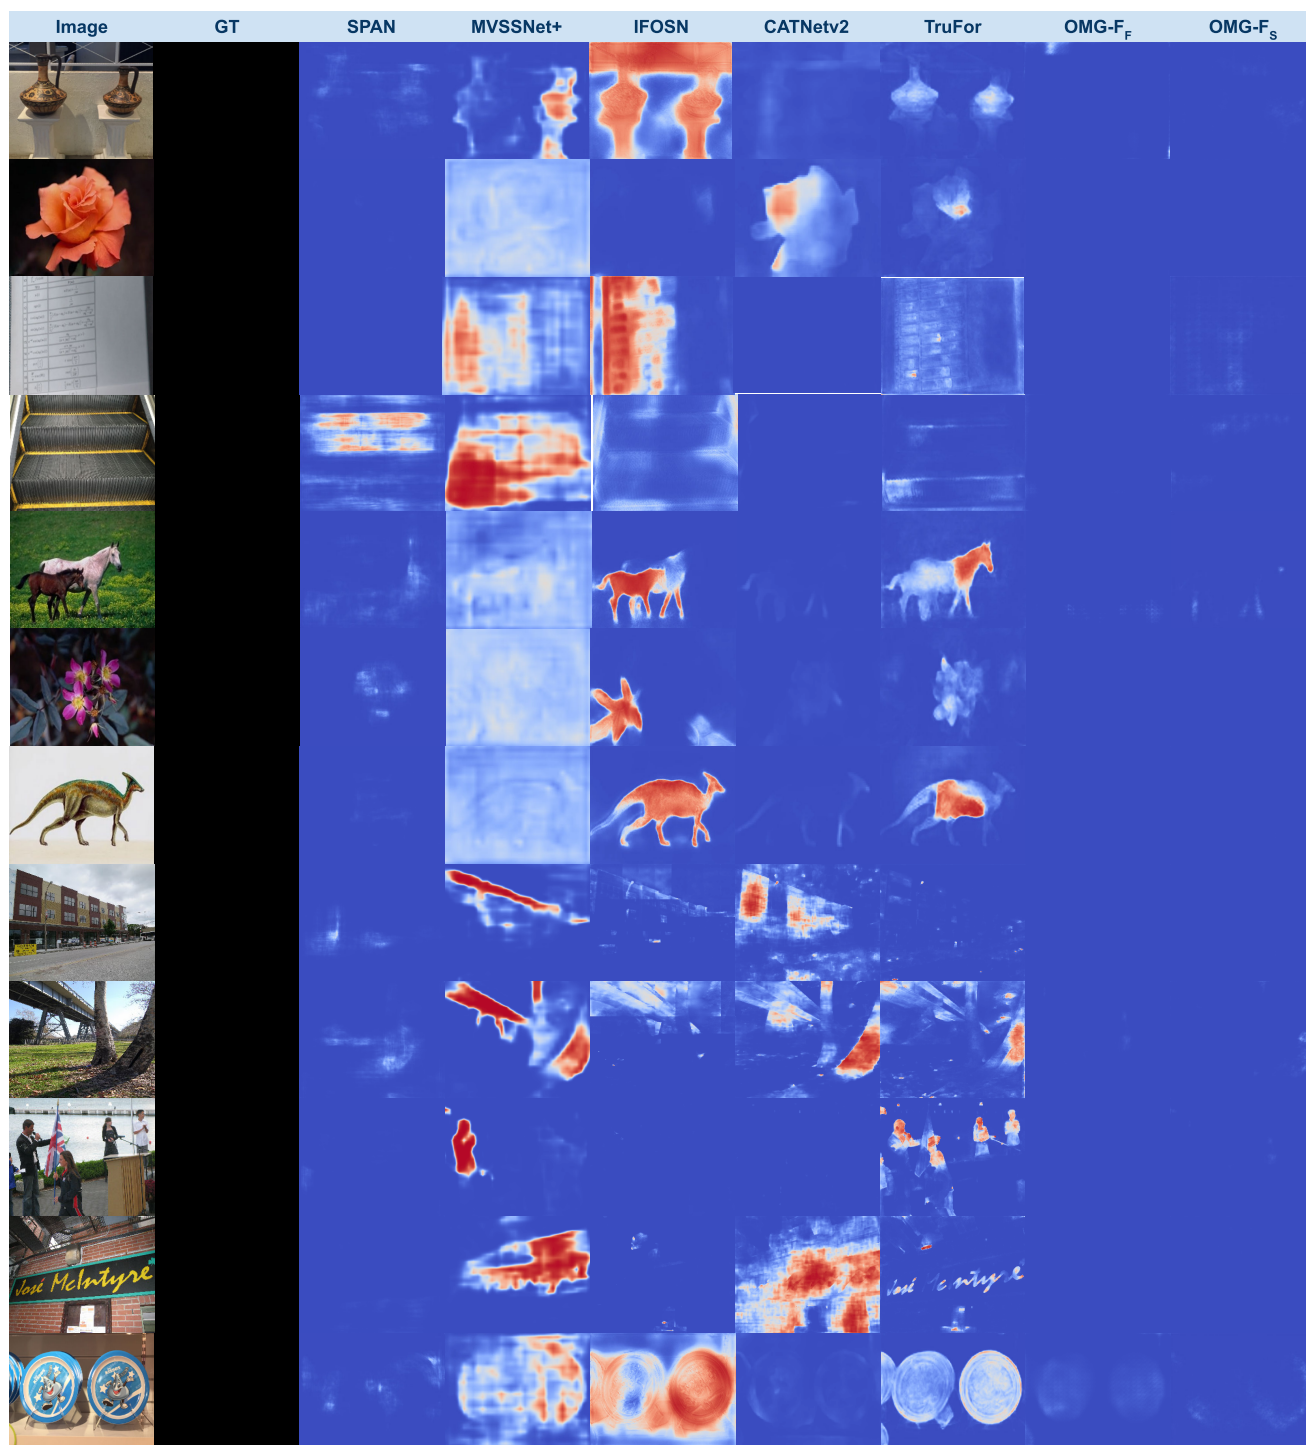 Image GT SPAN MVSSNet+ IFOSN CATNetv2 TruFor OMG-F_F OMG-F_S
José McIntyre